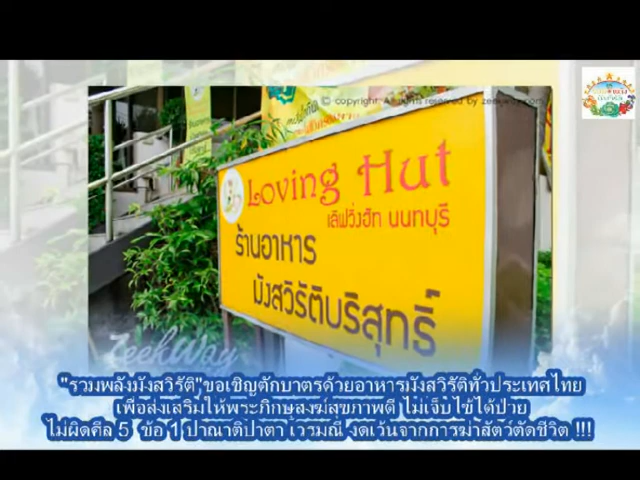 © copyright. All rights reserved by zeekway.com
Loving Hut
เลิฟวิ่งฮัท นนทบุรี
ร้านอาหาร
มังสวิรัติบริสุทธิ์
ZeekWay
"รวมพลังมังสวิรัติ"ขอเชิญตักบาตรด้วยอาหารมังสวิรัติทั่วประเทศไทย
เพื่อส่งเสริมให้พระภิกษุสงฆ์สุขภาพดี ไม่เจ็บไข้ได้ป่วย
ไม่ผิดศีล 5 ข้อ 1 ปาณาติปาตา เวรมณี งดเว้นจากการฆ่าสัตว์ตัดชีวิต !!!